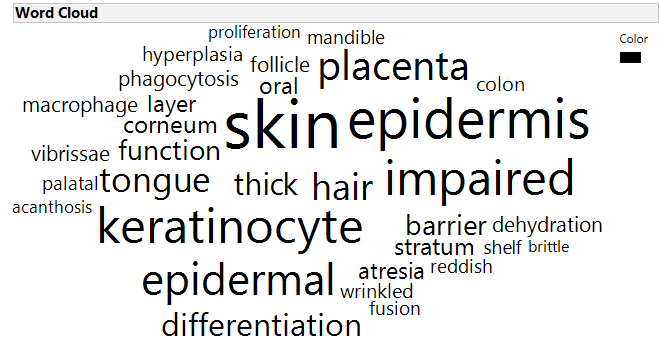 Word Cloud
Color
proliferation
mandible
hyperplasia
follicle
placenta
phagocytosis
oral
colon
macrophage
layer
skin
epidermis
corneum
function
vibrissae
palatal
tongue
thick
hair
impaired
acanthosis
keratinocyte
barrier
dehydration
stratum
shelf
brittle
epidermal
atresia
reddish
wrinkled
fusion
differentiation